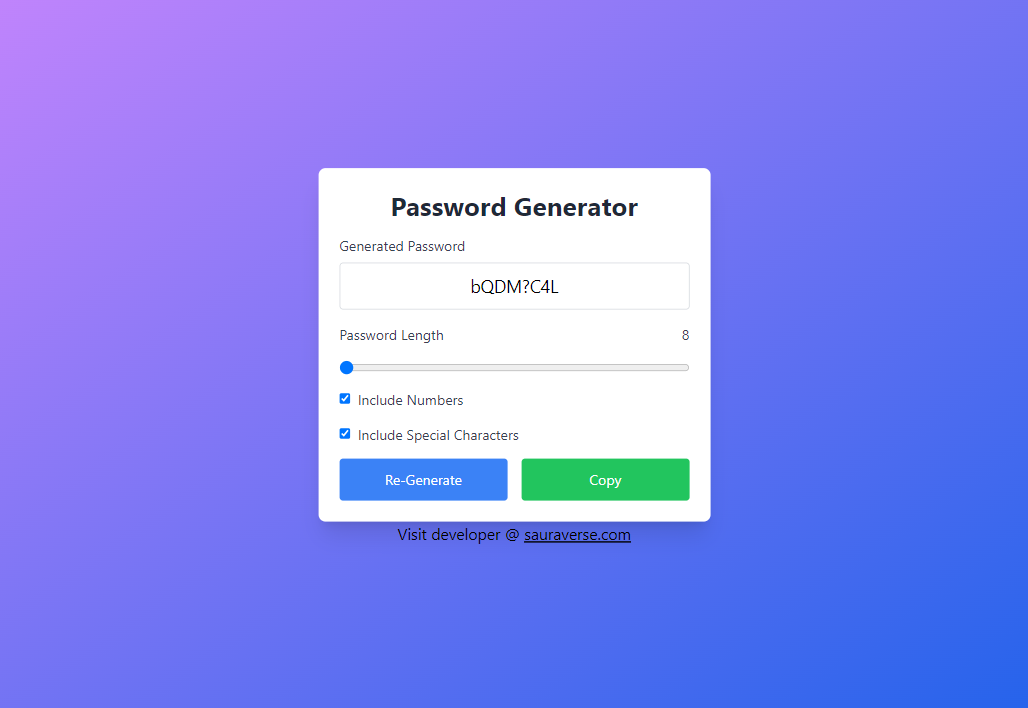 Password Generator
Generated Password
bQDM?C4L
Password Length 8
Include Numbers
Include Special Characters
Re-Generate Copy
Visit developer @ sauraverse.com